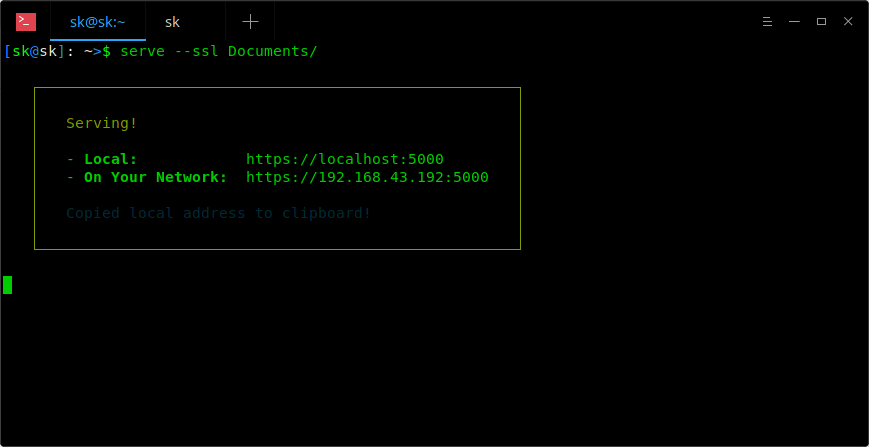 sk@sk:~ sk
[sk@sk]: ~>$ serve --ssl Documents/
Serving!
- Local: https://localhost:5000
- On Your Network: https://192.168.43.192:5000
Copied local address to clipboard!